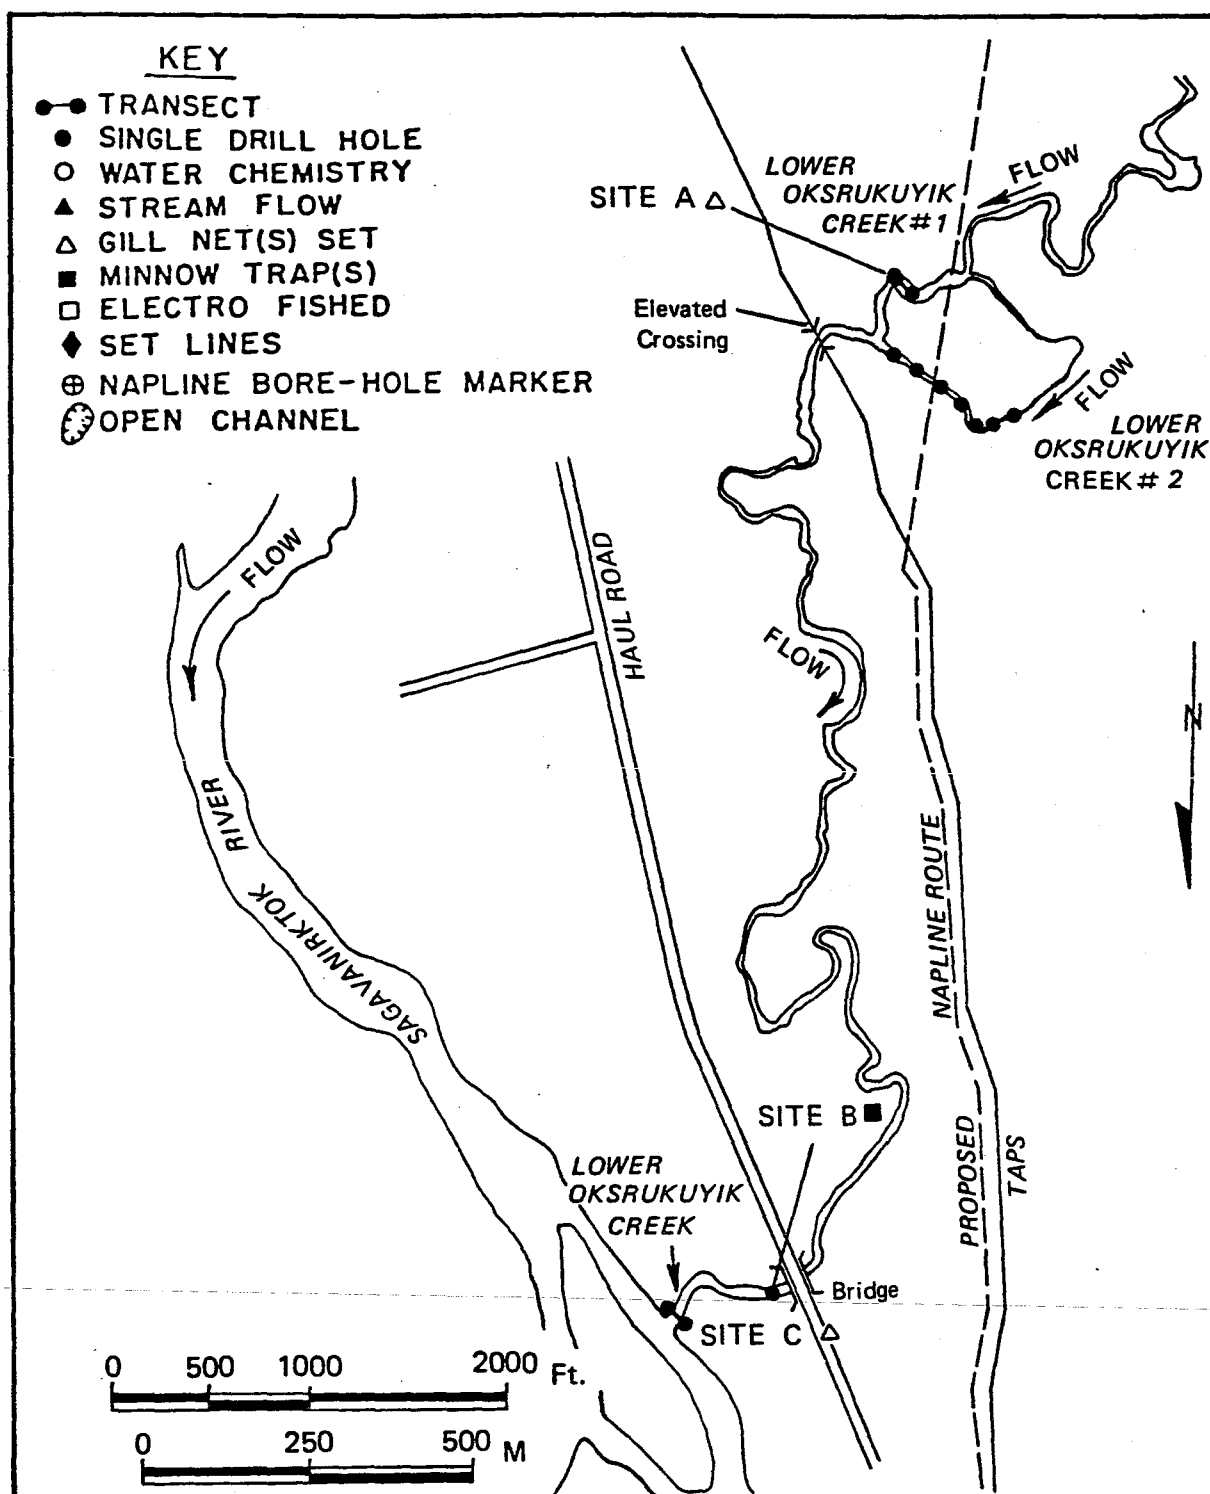 KEY
TRANSECT
SINGLE DRILL HOLE
WATER CHEMISTRY
STREAM FLOW
GILL NET(S) SET
MINNOW TRAP(S)
ELECTRO FISHED
SET LINES
NAPLINE BORE-HOLE MARKER
OPEN CHANNEL
SITE A
LOWER
OKSRUKUYIK
CREEK#1
FLOW
Elevated
Crossing
FLOW
LOWER
OKSRUKUYIK
CREEK# 2
FLOW
HAUL ROAD
FLOW
N
SAGAVANIRKTOK
RIVER
PROPOSED
NAPLINE ROUTE
TAPS
SITE B
LOWER
OKSRUKUYIK
CREEK
Bridge
SITE C
0 500 1000 2000 Ft.
0 250 500 M